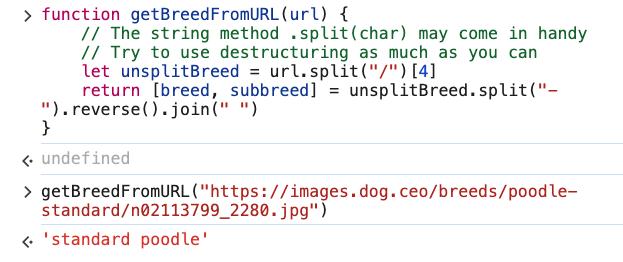 > function getBreedFromURL(url) {
// The string method .split(char) may come in handy
// Try to use destructuring as much as you can
let unsplitBreed = url.split("/")[4]
return [breed, subbreed] = unsplitBreed.split("-
").reverse().join(" ")
}
undefined
> getBreedFromURL("https://images.dog.ceo/breeds/poodle-
standard/n02113799_2280.jpg")
'standard poodle'